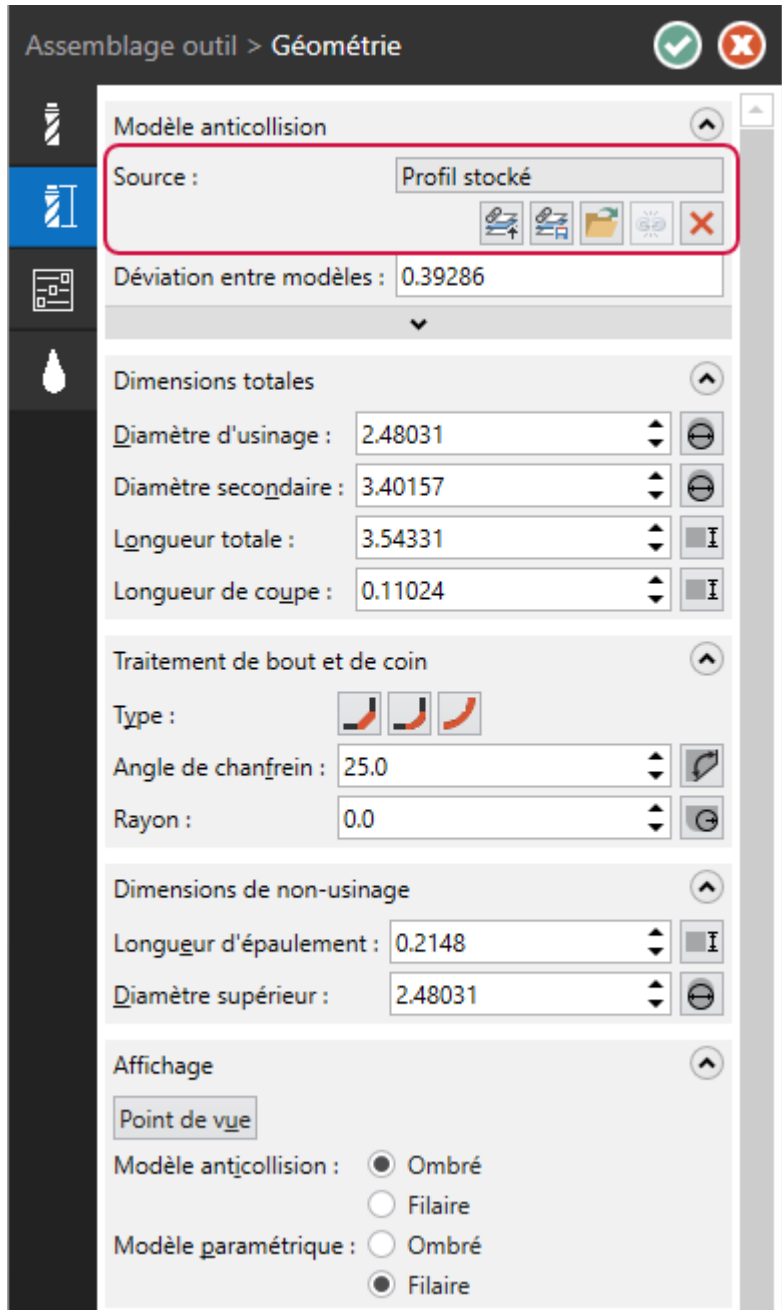 Assemblage outil > Géométrie
Modèle anticollision
Source : Profil stocké
Déviation entre modèles : 0.39286
Dimensions totales
Diamètre d'usinage : 2.48031
Diamètre secondaire : 3.40157
Longueur totale : 3.54331
Longueur de coupe : 0.11024
Traitement de bout et de coin
Type :
Angle de chanfrein : 25.0
Rayon : 0.0
Dimensions de non-usinage
Longueur d'épaulement : 0.2148
Diamètre supérieur : 2.48031
Affichage
Point de vue
Modèle anticollision : Ombré
Filaire
Modèle paramétrique : Ombré
Filaire